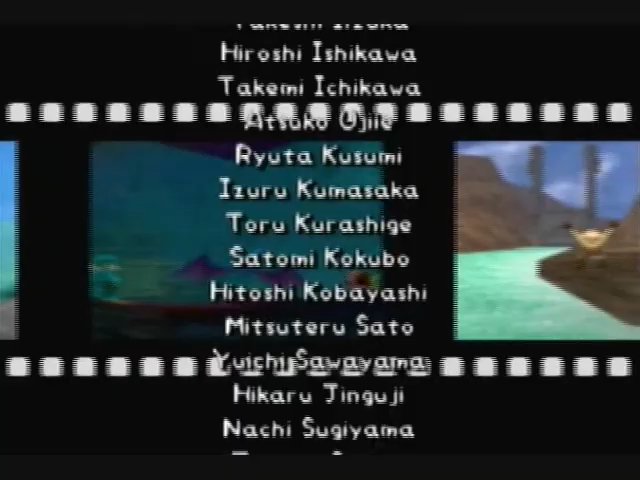 Hiroshi Ishikawa
Takemi Ichikawa
Atsuko Ojiie
Ryuta Kusumi
Izuru Kumasaka
Toru Kurashige
Satomi Kokubo
Hitoshi Kobayashi
Mitsuteru Sato
Yuichi Sawayama
Hikaru Jinguji
Nachi Sugiyama